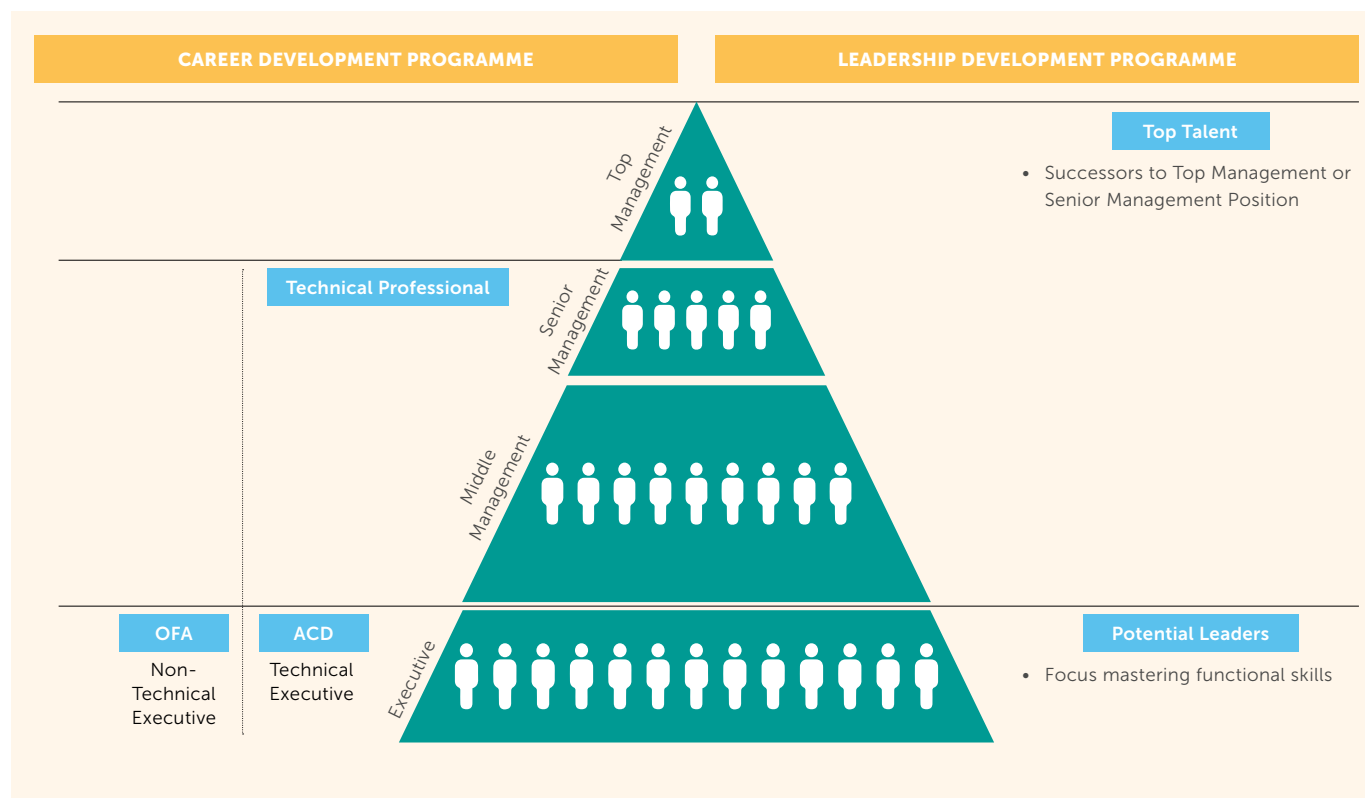 CAREER DEVELOPMENT PROGRAMME
LEADERSHIP DEVELOPMENT PROGRAMME
Top
Management
Top Talent
• Successors to Top Management or
Senior Management Position
Technical Professional
Senior
Management
Middle
Management
OFA
Non-
Technical
Executive
ACD
Technical
Executive
Executive
Potential Leaders
• Focus mastering functional skills